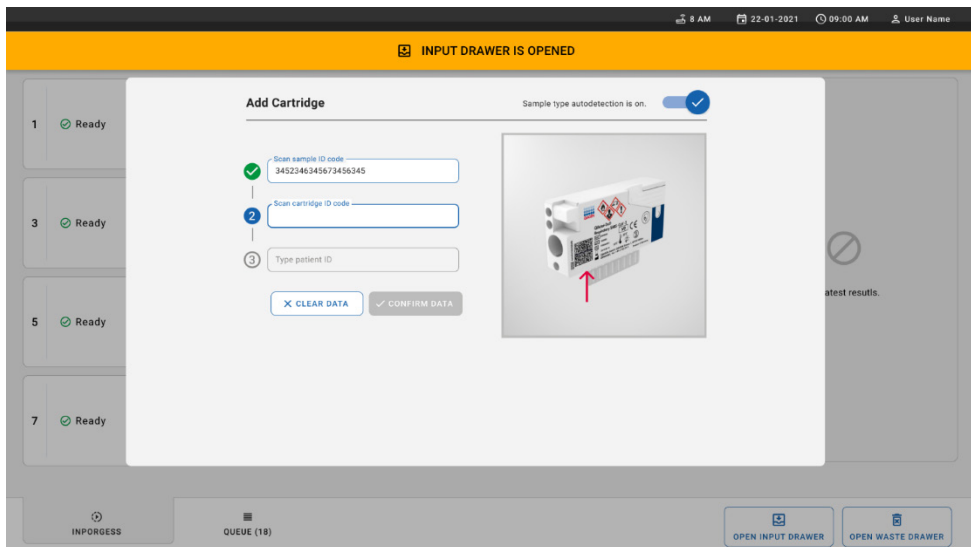 8 AM 22-01-2021 09:00 AM User Name
INPUT DRAWER IS OPENED
Add Cartridge
Sample type autodetection is on.
1 Ready
Scan sample ID code
3452346345673456345
Scan cartridge ID code
2
3 Ready
3 Type patient ID
CLEAR DATA CONFIRM DATA
atest resutls.
5 Ready
7 Ready
INPORGESS
QUEUE (18)
OPEN INPUT DRAWER
OPEN WASTE DRAWER